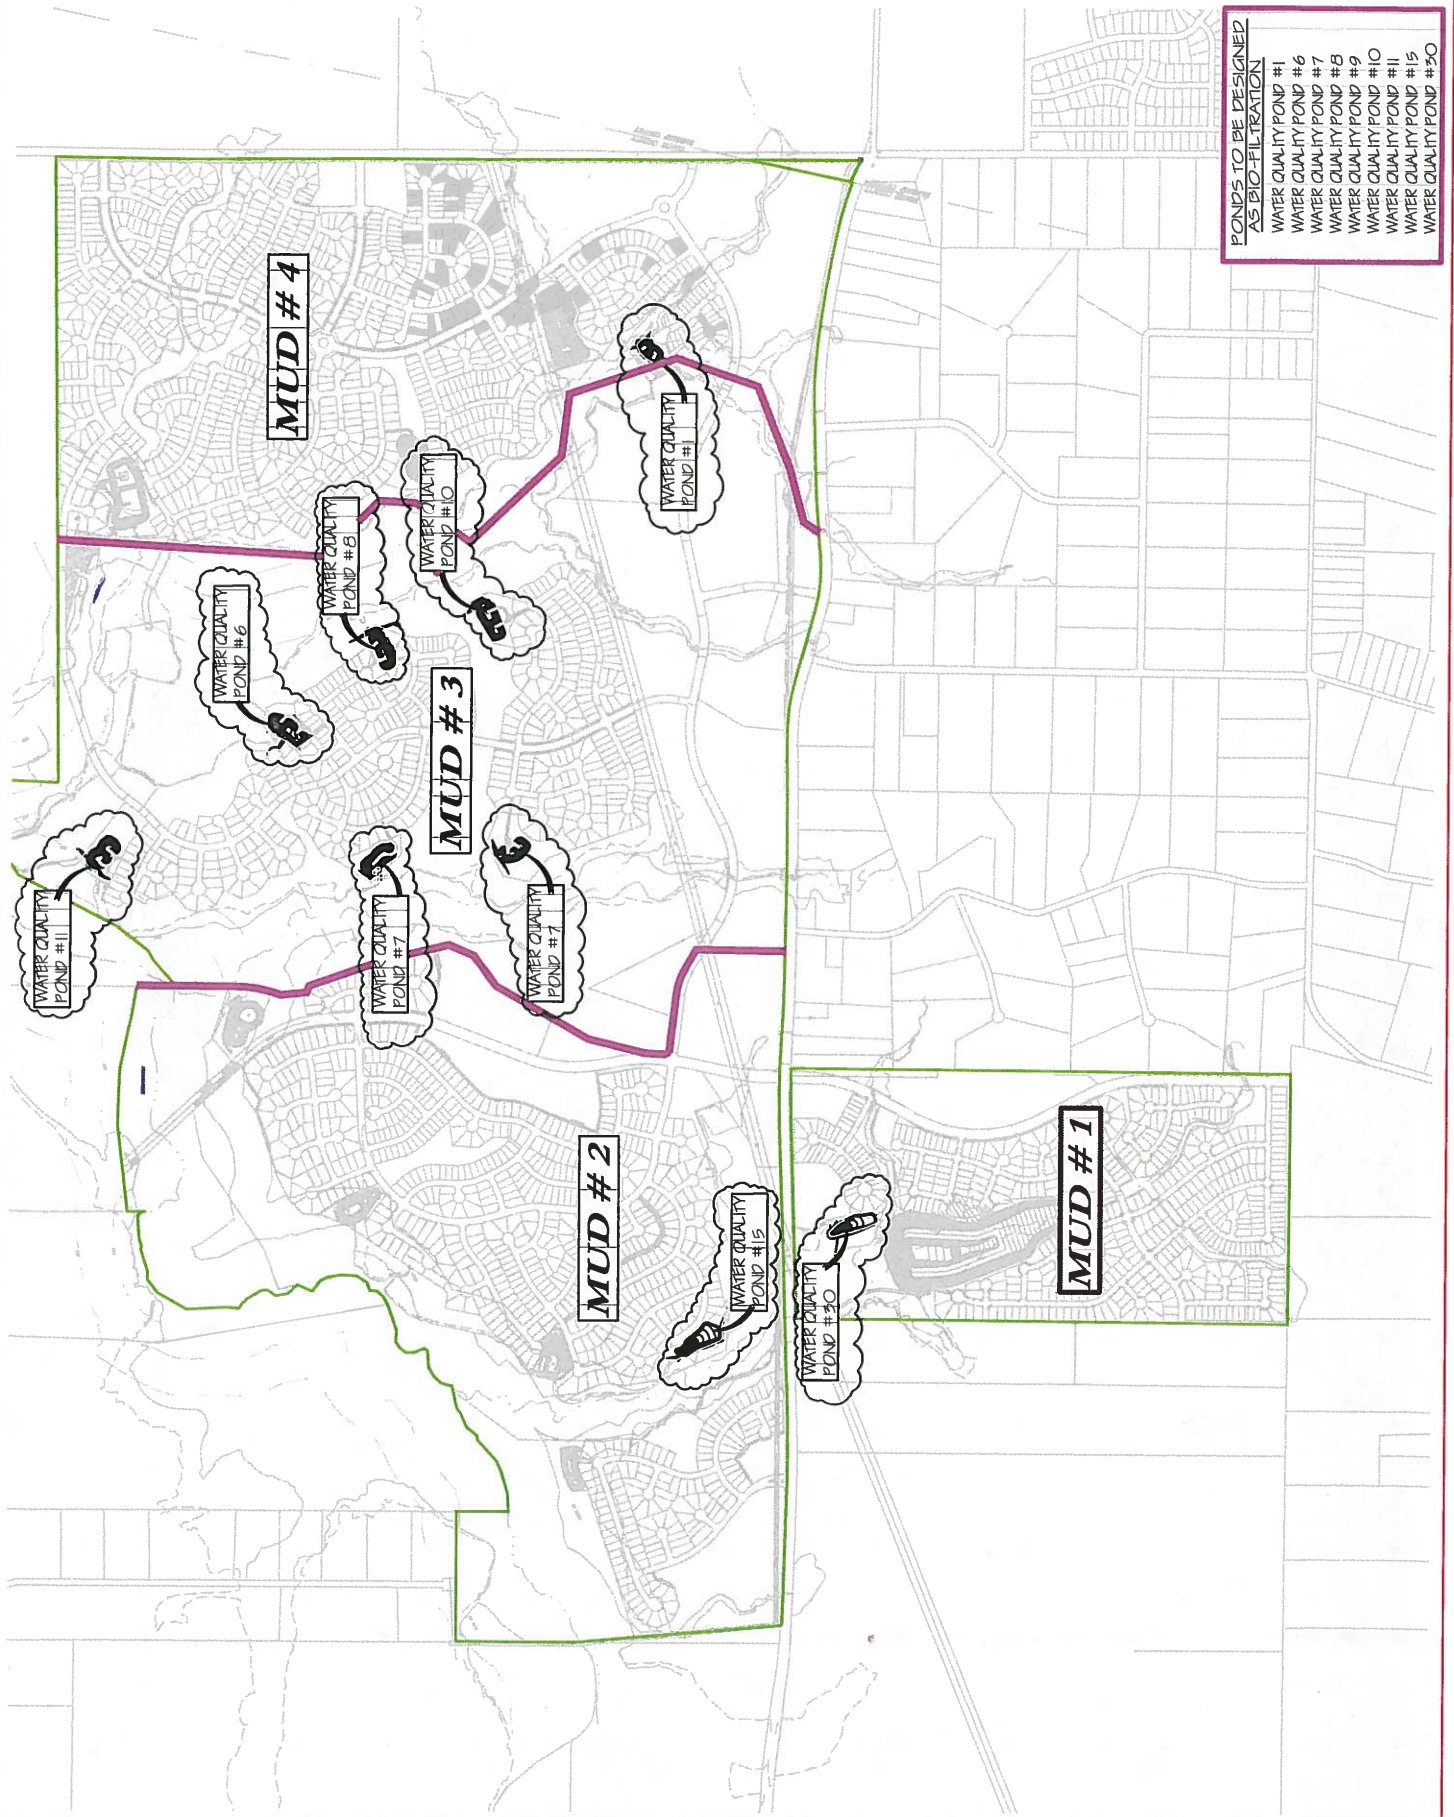 PONDS TO BE DESIGNED
AS BIO-FILTRATION
WATER QUALITY POND #1
WATER QUALITY POND #6
WATER QUALITY POND #7
WATER QUALITY POND #8
WATER QUALITY POND #9
WATER QUALITY POND #10
WATER QUALITY POND #11
WATER QUALITY POND #15
WATER QUALITY POND #30
WATER QUALITY
POND #11
WATER QUALITY
POND #6
MUD # 4
WATER QUALITY
POND #8
WATER QUALITY
POND #7
WATER QUALITY
POND #10
MUD # 3
WATER QUALITY
POND #7
MUD # 2
WATER QUALITY
POND #1
WATER QUALITY
POND #15
WATER QUALITY
POND #30
MUD # 1